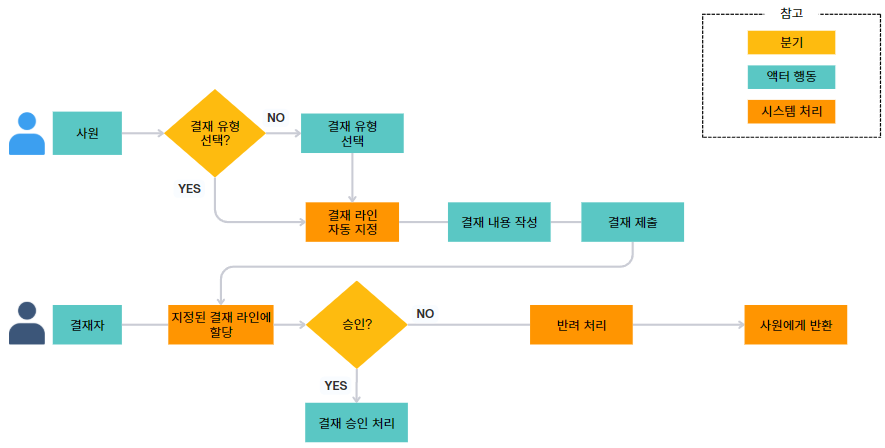 참고
분기
액터 행동
시스템 처리
사원
결재 유형
선택?
NO
결재 유형
선택
YES
결재 라인
자동 지정
결재 내용 작성
결재 제출
결재자
지정된 결재 라인에
할당
승인?
NO
반려 처리
사원에게 반환
YES
결재 승인 처리